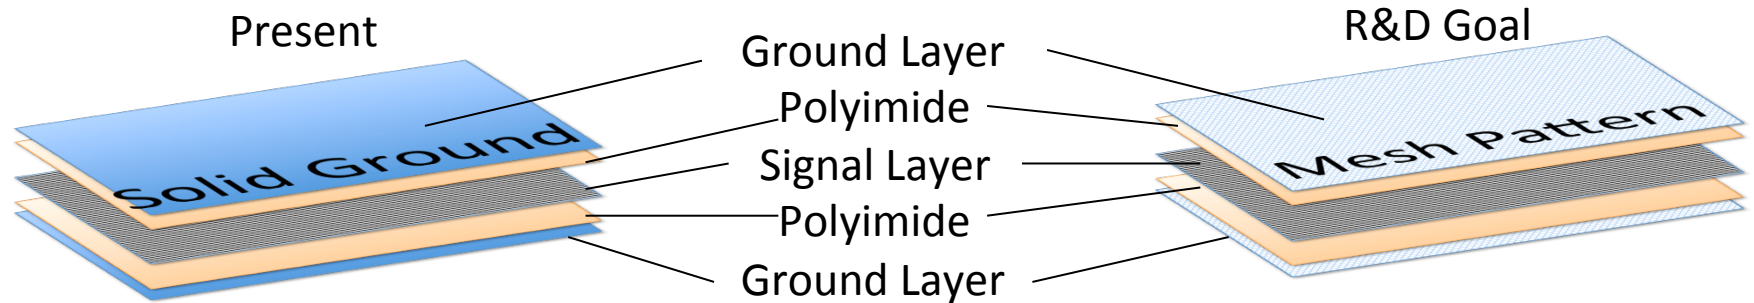 Present
R&D Goal
Ground Layer
Polyimide
Signal Layer
Polyimide
Ground Layer
Solid Ground
Mesh Pattern